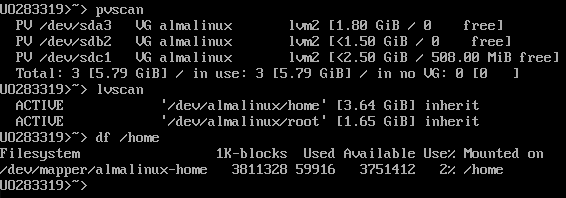 UO283319>~> pvscan
  PV /dev/sda3   VG almalinux       lvm2 [1.80 GiB / 0    free]
  PV /dev/sdb2   VG almalinux       lvm2 [<1.50 GiB / 0    free]
  PV /dev/sdc1   VG almalinux       lvm2 [<2.50 GiB / 508.00 MiB free]
  Total: 3 [5.79 GiB] / in use: 3 [5.79 GiB] / in no VG: 0 [0   ]
UO283319>~> lvscan
  ACTIVE            '/dev/almalinux/home' [3.64 GiB] inherit
  ACTIVE            '/dev/almalinux/root' [1.65 GiB] inherit
UO283319>~> df /home
Filesystem                 1K-blocks  Used Available Use% Mounted on
/dev/mapper/almalinux-home   3811328 59916   3751412   2% /home
UO283319>~>